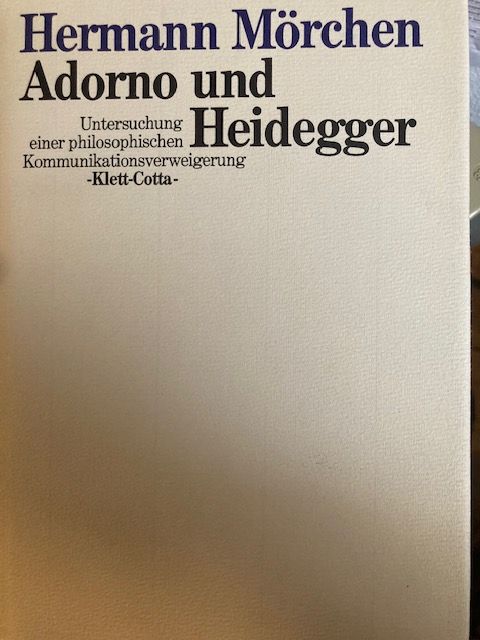 Hermann Mörchen
Adorno und
Heidegger
Untersuchung
einer philosophischen
Kommunikationsverweigerung
-Klett-Cotta-